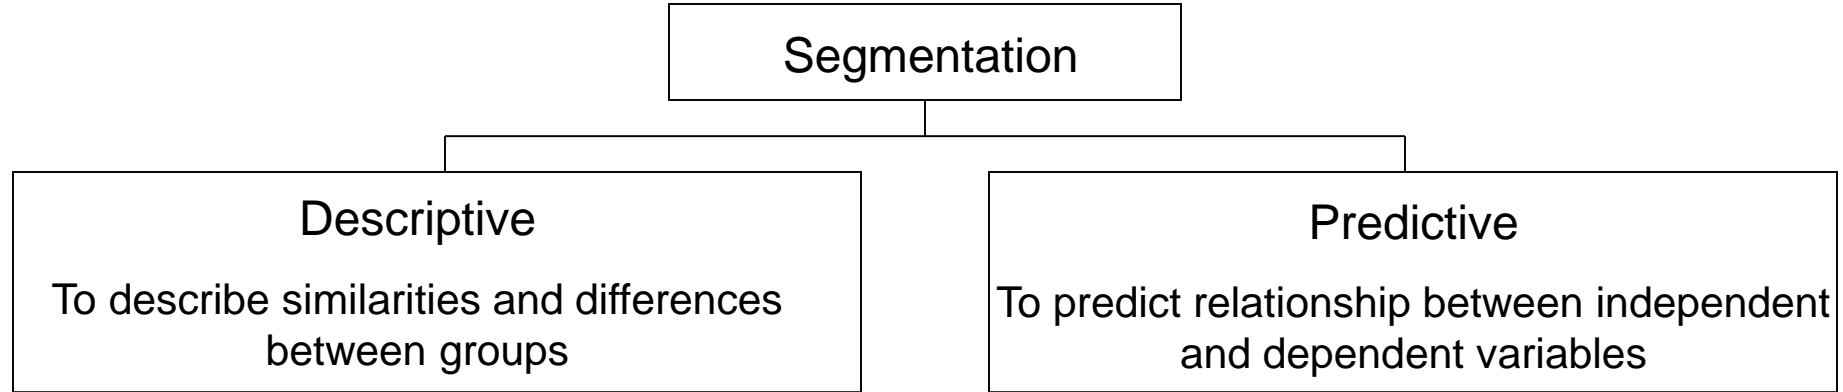 Segmentation
Descriptive
To describe similarities and differences
between groups
Predictive
To predict relationship between independent
and dependent variables